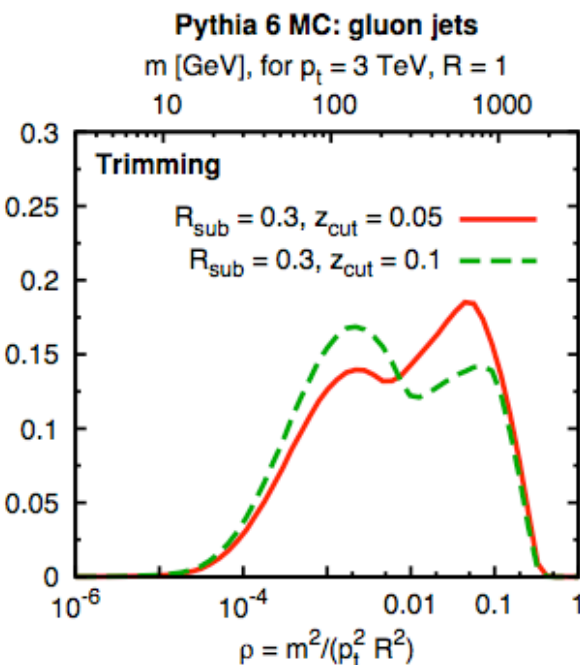 Pythia 6 MC: gluon jets
m [GeV], for pt = 3 TeV, R = 1
10 100 1000
0.3
Trimming
0.25
Rsub = 0.3, zcut = 0.05
Rsub = 0.3, zcut = 0.1
0.2
0.15
0.1
0.05
0
10-6 10-4 0.01 0.1 1
ρ = m2/(pt2 R2)